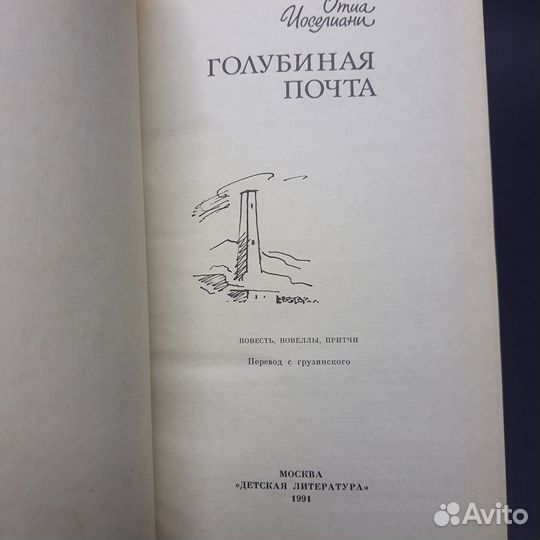 Отиа
Иоселиани
ГОЛУБИНАЯ
ПОЧТА
ПОВЕСТЬ, НОВЕЛЛЫ, ПРИТЧИ
Перевод с грузинского
МОСКВА
«ДЕТСКАЯ ЛИТЕРАТУРА»
1991
Avito